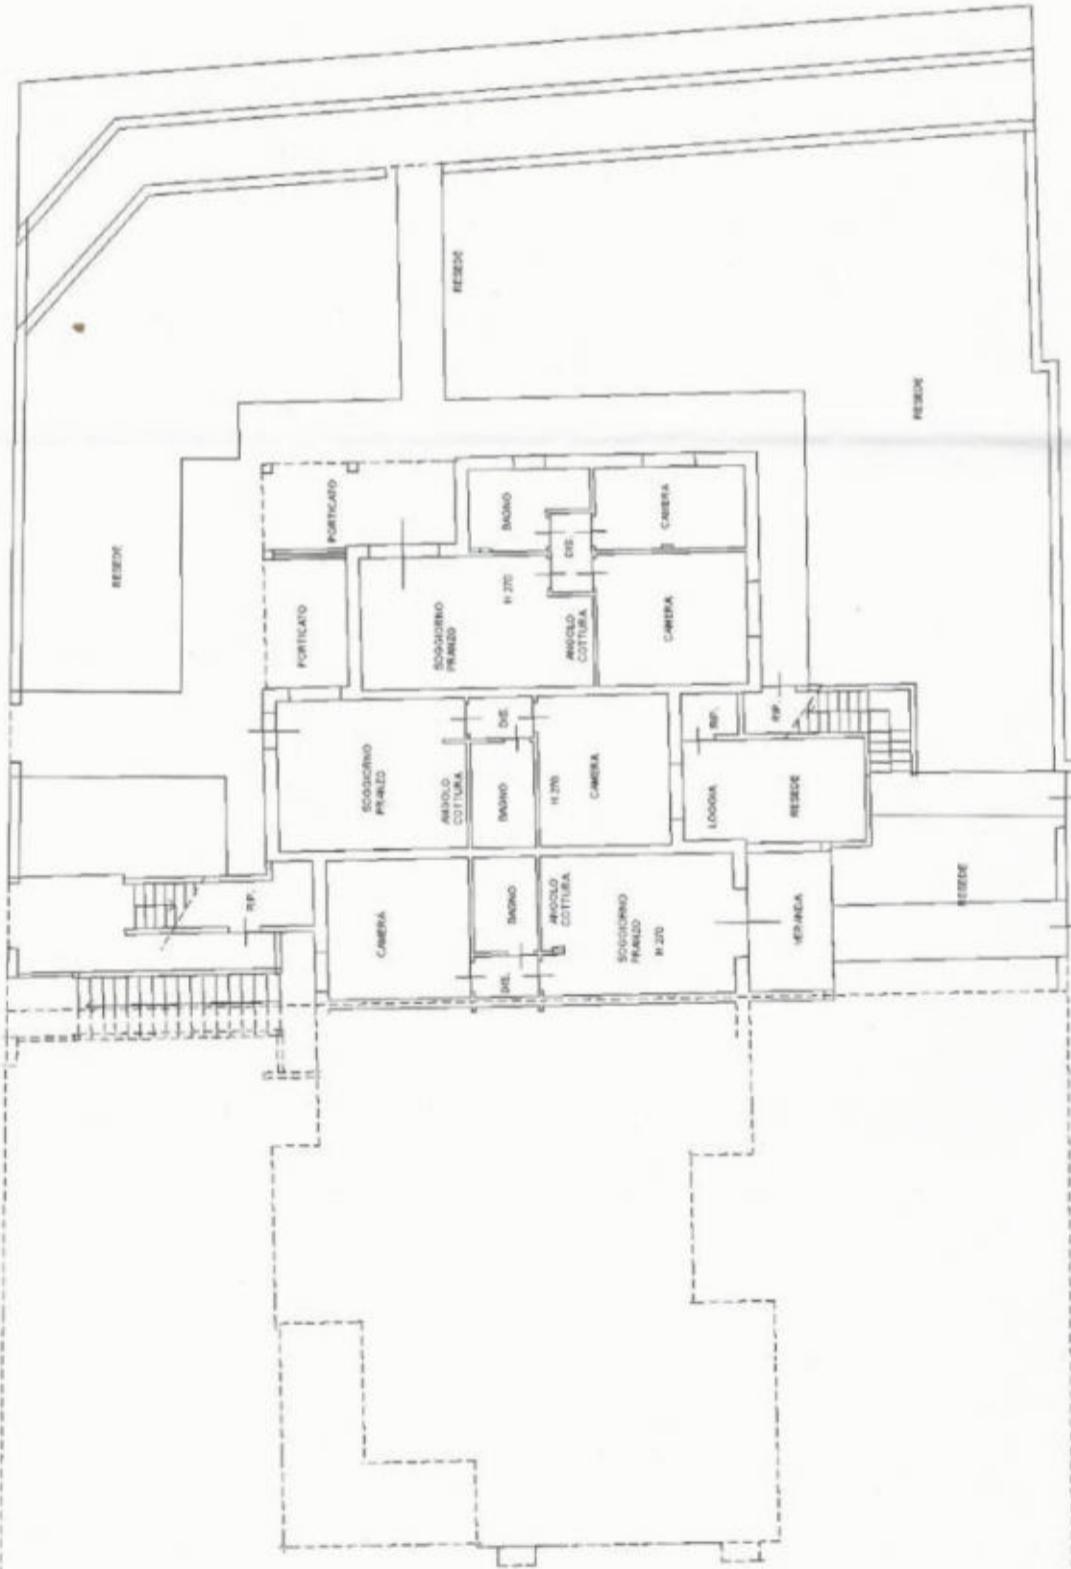 RESEDE
RESEDE
RESEDE
PORTICATO
BAGNO
CAMERA
DIS.
PORTICATO
SOGGIORNO
PRANZO
H 270
ANGOLO
COTTURA
CAMERA
SOGGIORNO
PRANZO
ANGOLO
COTTURA
DIS.
BAGNO
H 270
CAMERA
RIP.
RIP.
LOGGIA
RESEDE
RIP.
CAMERA
BAGNO
DIS.
ANGOLO
COTTURA
SOGGIORNO
PRANZO
H 270
VERANDA
RESEDE